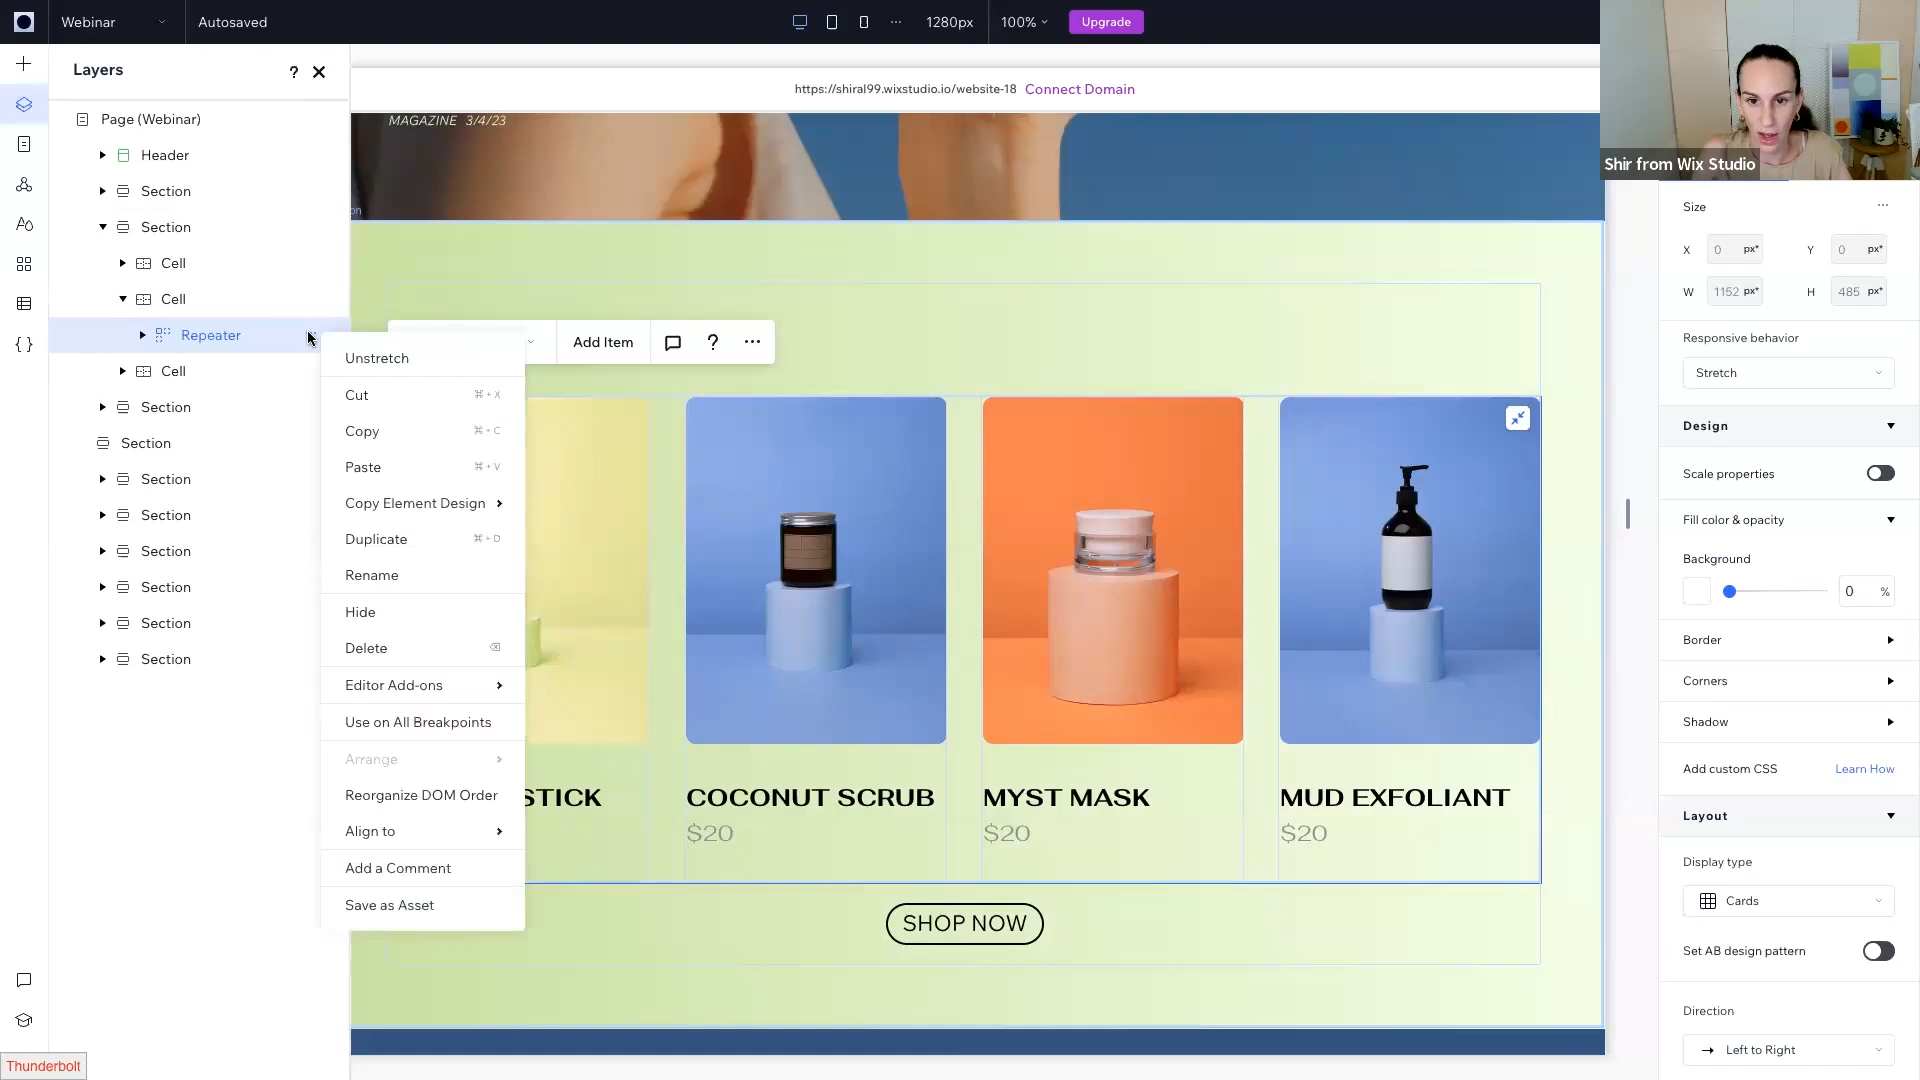 Webinar
Autosaved
...
1280px
100%
Upgrade
Layers
?
Page (Webinar)
Header
Section
Section
Cell
Cell
Repeater
Cell
Section
Section
Section
Section
Section
Section
Section
Section
https://shiral99.wixstudio.io/website-18 Connect Domain
MAGAZINE 3/4/23
on
Add Item
?
Unstretch
Cut ⌘ + X
Copy ⌘ + C
Paste ⌘ + V
Copy Element Design
Duplicate ⌘ + D
Rename
Hide
Delete
Editor Add-ons
Use on All Breakpoints
Arrange
Reorganize DOM Order
Align to
Add a Comment
Save as Asset
STICK
COCONUT SCRUB
$20
MYST MASK
$20
MUD EXFOLIANT
$20
SHOP NOW
Shir from Wix Studio
Size
X 0 px* Y 0 px*
W 1152 px* H 485 px*
Responsive behavior
Stretch
Design
Scale properties
Fill color & opacity
Background
0 %
Border
Corners
Shadow
Add custom CSS Learn How
Layout
Display type
Cards
Set AB design pattern
Direction
Left to Right
Thunderbolt